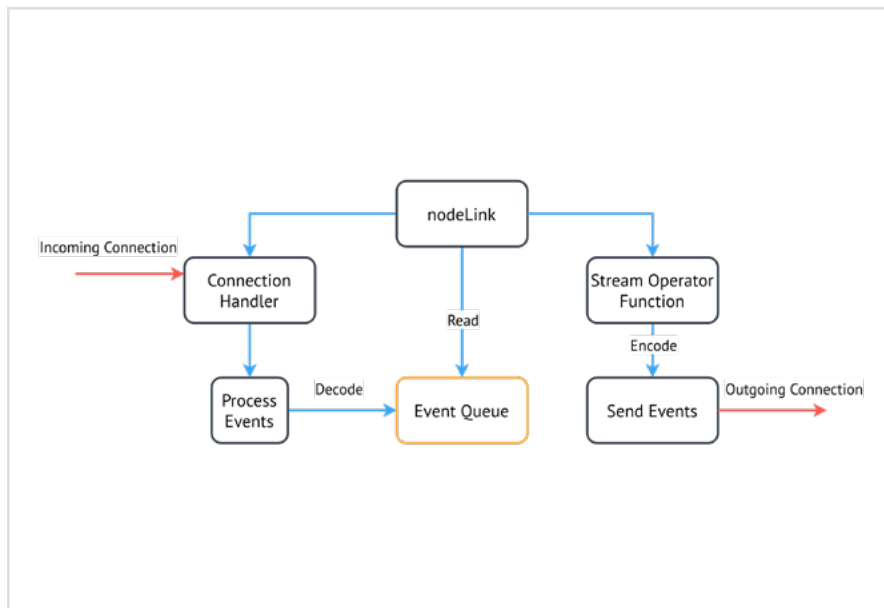 nodeLink
Incoming Connection
Connection
Handler
Stream Operator
Function
Read
Encode
Process
Events
Decode
Event Queue
Send Events
Outgoing Connection